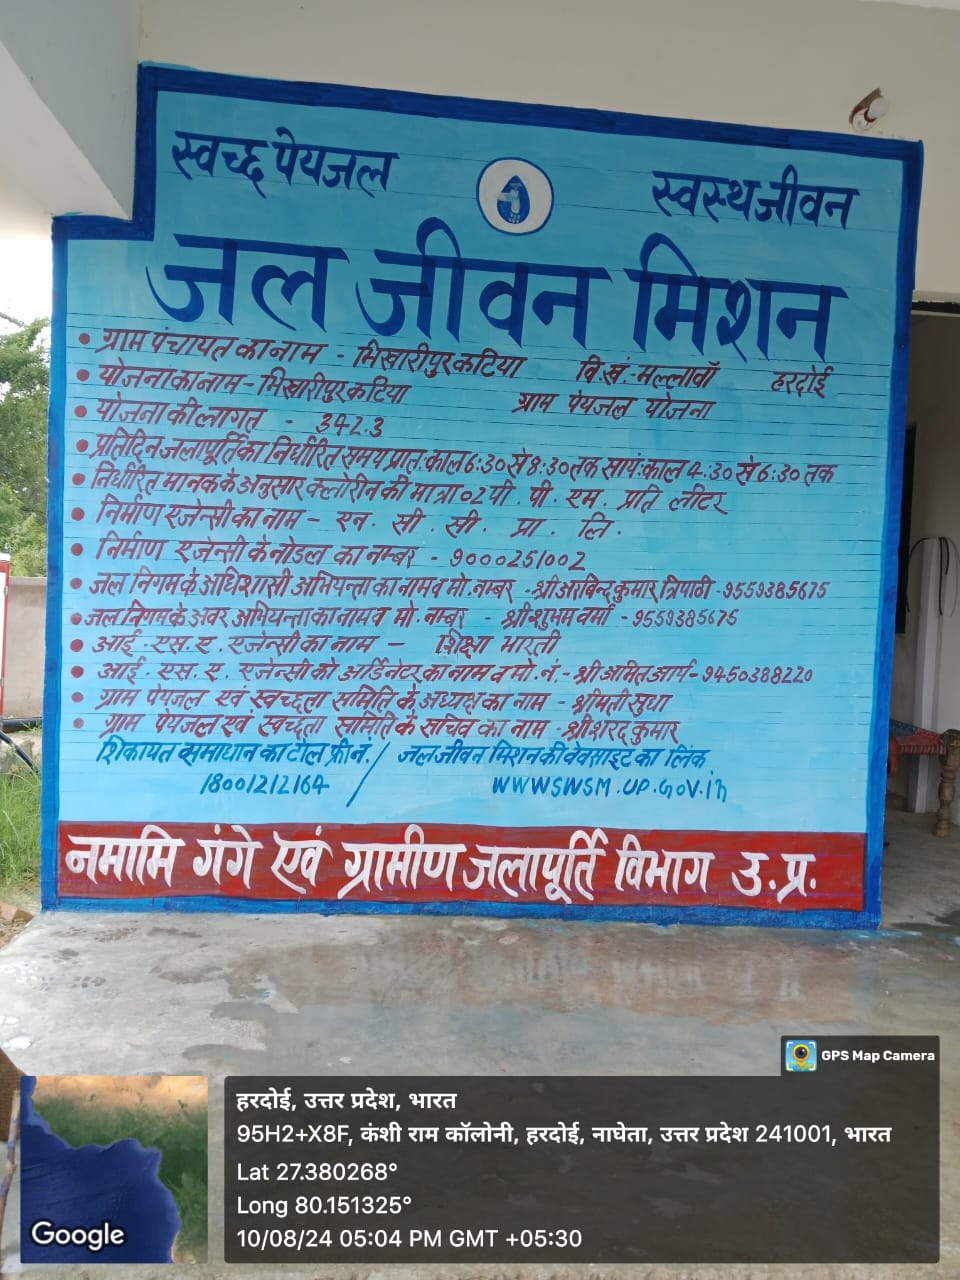 स्वच्छ पेयजल स्वस्थ जीवन
जल जीवन मिशन
• ग्राम पंचायत का नाम - भिखारीपुर कटिया वि.खं.-मल्लावाॅ हरदोई
• योजना का नाम - भिखारीपुर कटिया ग्राम पेयजल योजना
• योजना की लागत - 342.3
• प्रतिदिन जलापूर्ति का निर्धारित समय प्रातः काल 6:30 से 8:30 तक सायं:काल 4:30 से 6:30 तक
• निर्धारित मानक के अनुसार क्लोरीन की मात्रा 02 पी. पी. एम. प्रति लीटर
• निर्माण एजेन्सी का नाम - एन. सी. सी. प्रा. लि.
• निर्माण एजेन्सी के नोडल का नम्बर - 9000251002
• जल निगम के अधिशासी अभियन्ता का नाम व मो. नम्बर - श्री अरविन्द कुमार त्रिपाठी - 9559385675
• जल निगम के अवर अभियन्ता का नाम व मो. नम्बर - श्री शुभम वर्मा - 9559385675
• आई. एस. ए. एजेन्सी का नाम - शिक्षा भारती
• आई. एस. ए. एजेन्सी को आर्डिनेटर का नाम व मो. नं. - श्री अमित आर्य - 9450388220
• ग्राम पेयजल एवं स्वच्छता समिति के अध्यक्ष का नाम - श्रीमती सुधा
• ग्राम पेयजल एवं स्वच्छता समिति के सचिव का नाम - श्री शरद कुमार
शिकायत समाधान का टोल फ्री नं. / जल जीवन मिशन की वेवसाइट का लिंक
18001212164 / WWWSWSM.UP.GOV.in
नमामि गंगे एवं ग्रामीण जलापूर्ति विभाग उ.प्र.
GPS Map Camera
हरदोई, उत्तर प्रदेश, भारत
95H2+X8F, कंशी राम कॉलोनी, हरदोई, नाघेता, उत्तर प्रदेश 241001, भारत
Lat 27.380268°
Long 80.151325°
10/08/24 05:04 PM GMT +05:30
Google